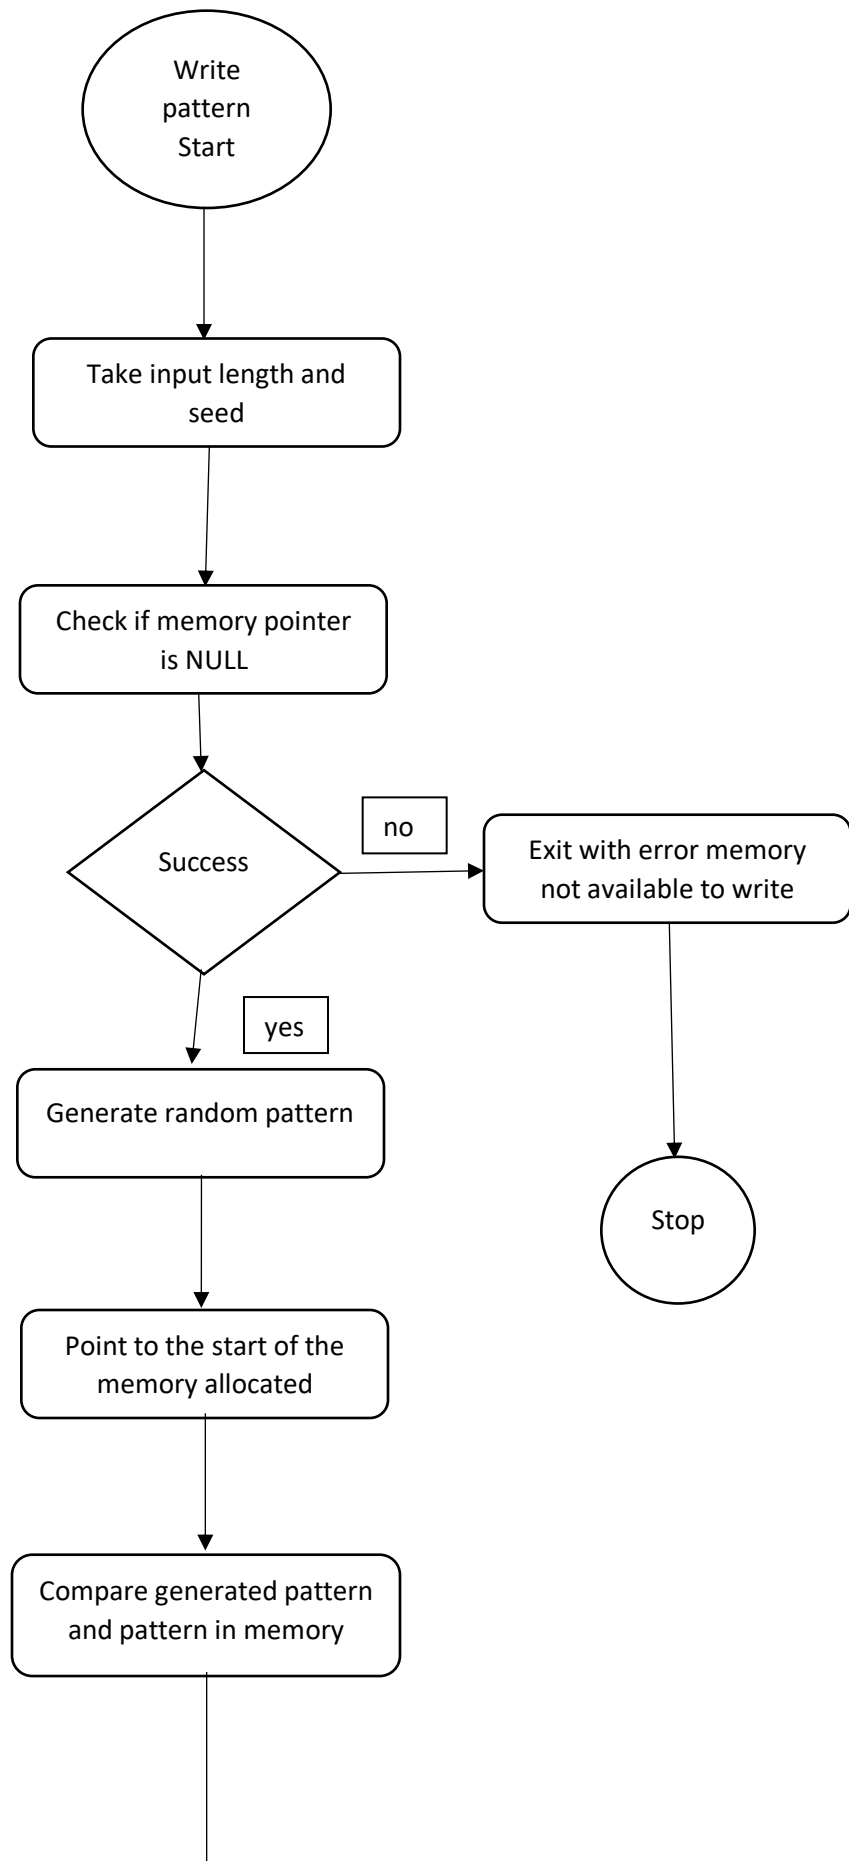 Write
pattern
Start
Take input length and
seed
Check if memory pointer
is NULL
Success
no
Exit with error memory
not available to write
yes
Generate random pattern
Stop
Point to the start of the
memory allocated
Compare generated pattern
and pattern in memory